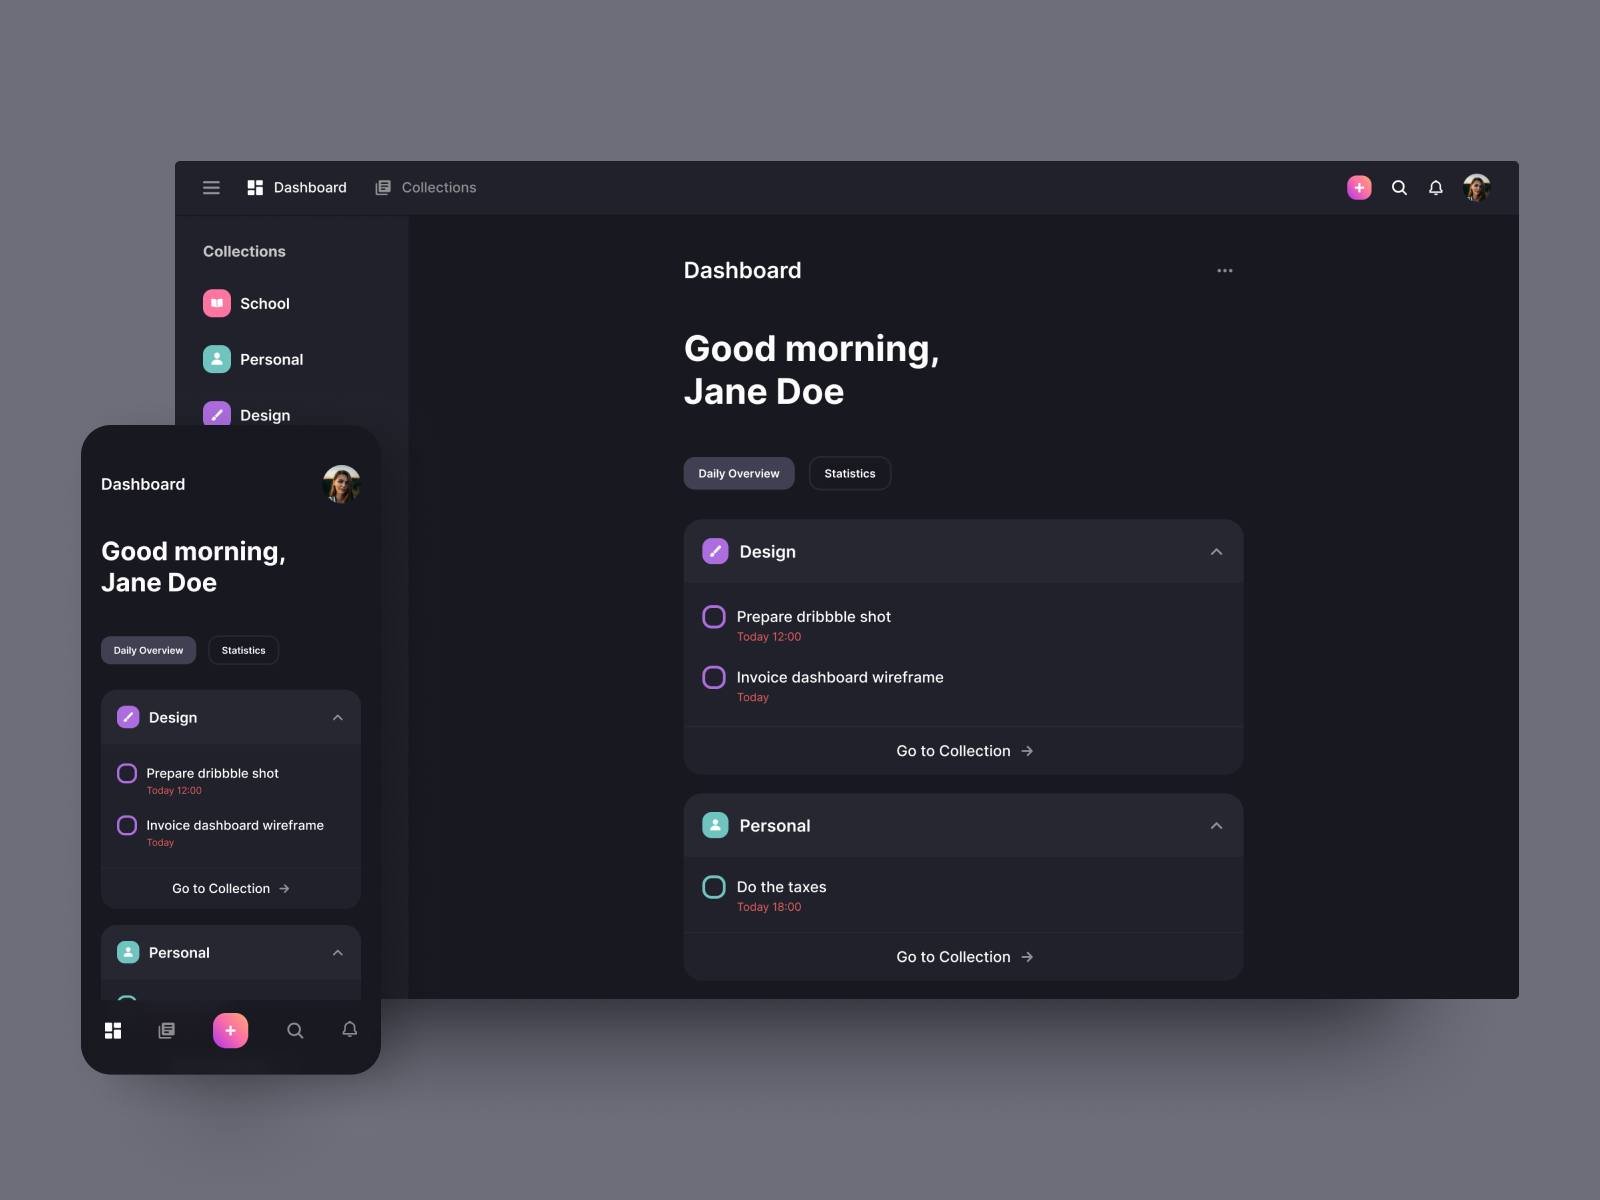 Dashboard
Collections
Collections
School
Personal
Design
Dashboard
Good morning,
Jane Doe
Daily Overview
Statistics
Design
Prepare dribbble shot
Today 12:00
Invoice dashboard wireframe
Today
Go to Collection
Personal
Do the taxes
Today 18:00
Go to Collection
Dashboard
Good morning,
Jane Doe
Daily Overview
Statistics
Design
Prepare dribbble shot
Today 12:00
Invoice dashboard wireframe
Today
Go to Collection
Personal